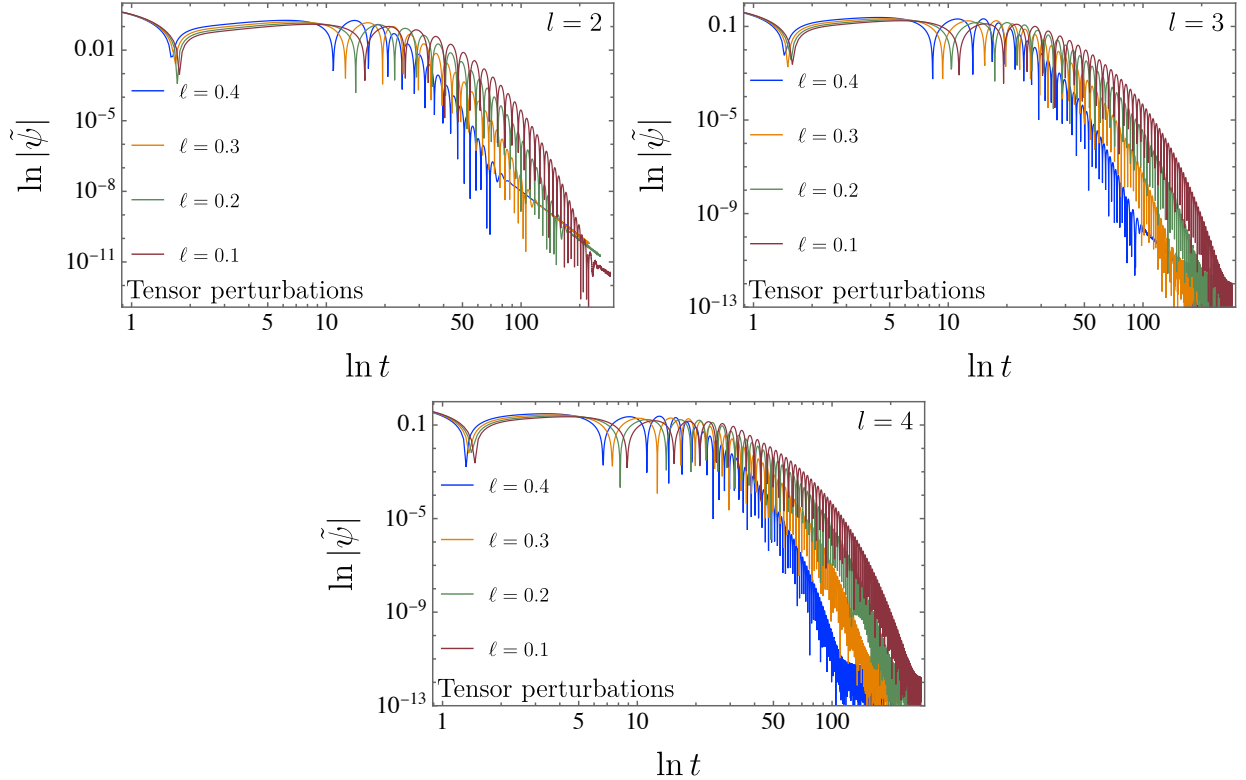 l = 2
ln |ψ̃|
0.01
10⁻⁵
10⁻⁸
10⁻¹¹
ℓ = 0.4
ℓ = 0.3
ℓ = 0.2
ℓ = 0.1
Tensor perturbations
1 5 10 50 100
ln t
l = 3
ln |ψ̃|
0.1
10⁻⁵
10⁻⁹
10⁻¹³
ℓ = 0.4
ℓ = 0.3
ℓ = 0.2
ℓ = 0.1
Tensor perturbations
1 5 10 50 100
ln t
l = 4
ln |ψ̃|
0.1
10⁻⁵
10⁻⁹
10⁻¹³
ℓ = 0.4
ℓ = 0.3
ℓ = 0.2
ℓ = 0.1
Tensor perturbations
1 5 10 50 100
ln t